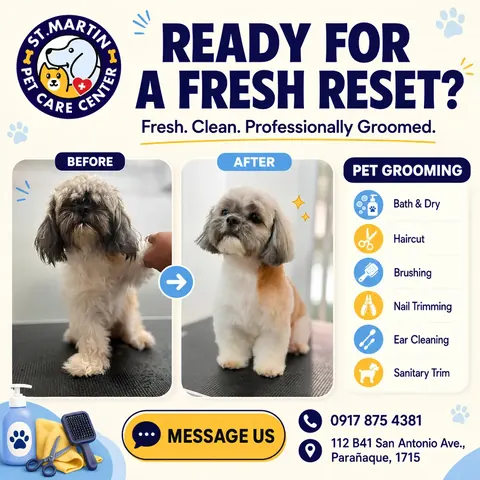 ST. MARTIN
PET CARE CENTER
READY FOR
A FRESH RESET?
Fresh. Clean. Professionally Groomed.
BEFORE
AFTER
PET GROOMING
Bath & Dry
Haircut
Brushing
Nail Trimming
Ear Cleaning
Sanitary Trim
MESSAGE US
0917 875 4381
112 B41 San Antonio Ave.,
Parañaque, 1715